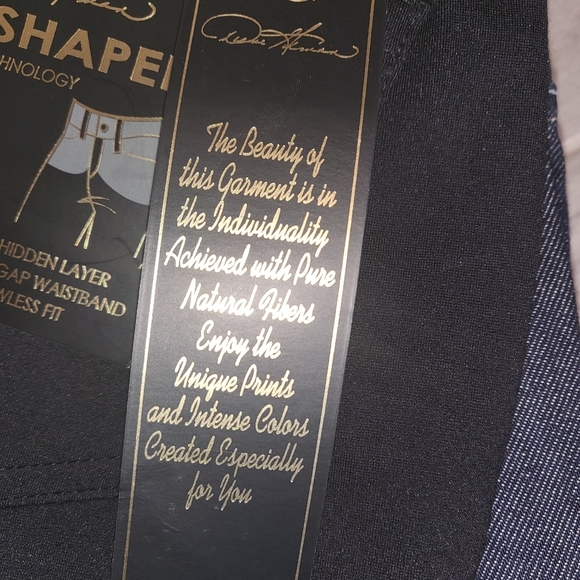 SHAPE
HNOLOGY
HIDDEN LAYER
GAP WAISTBAND
WLESS FIT
The Beauty of
this Garment is in
the Individuality
Achieved with Pure
Natural Fibers
Enjoy the
Unique Prints
and Intense Colors
Created Especially
for You